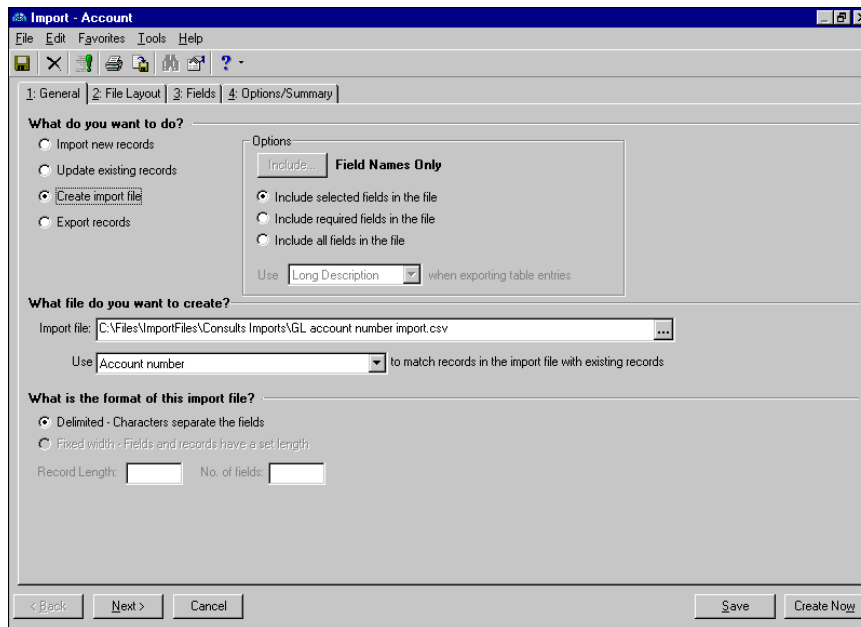 Import - Account
File Edit Favorites Tools Help
1: General 2: File Layout 3: Fields 4: Options/Summary
What do you want to do?
Import new records
Update existing records
Create import file
Export records
Options
Include... Field Names Only
Include selected fields in the file
Include required fields in the file
Include all fields in the file
Use Long Description when exporting table entries
What file do you want to create?
Import file: C:\Files\ImportFiles\Consults Imports\GL account number import.csv ...
Use Account number to match records in the import file with existing records
What is the format of this import file?
Delimited - Characters separate the fields
Fixed width - Fields and records have a set length
Record Length: No. of fields:
< Back Next > Cancel Save Create Now